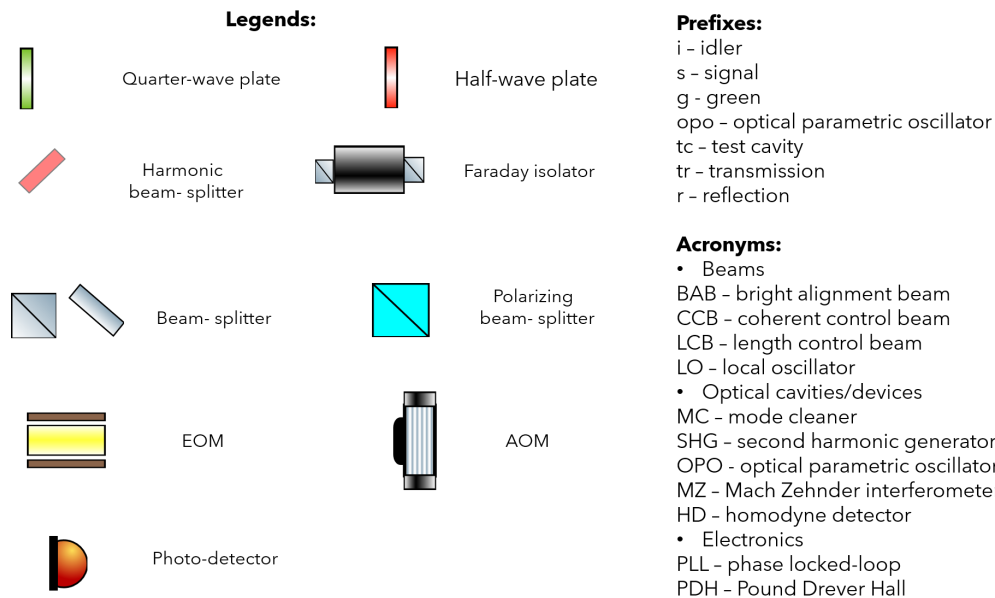 Legends:
Quarter-wave plate
Half-wave plate
Harmonic
beam- splitter
Faraday isolator
Beam- splitter
Polarizing
beam- splitter
EOM
AOM
Photo-detector
Prefixes:
i – idler
s – signal
g - green
opo – optical parametric oscillator
tc – test cavity
tr – transmission
r – reflection
Acronyms:
• Beams
BAB – bright alignment beam
CCB – coherent control beam
LCB – length control beam
LO – local oscillator
• Optical cavities/devices
MC – mode cleaner
SHG – second harmonic generator
OPO - optical parametric oscillator
MZ – Mach Zehnder interferomete
HD – homodyne detector
• Electronics
PLL – phase locked-loop
PDH – Pound Drever Hall